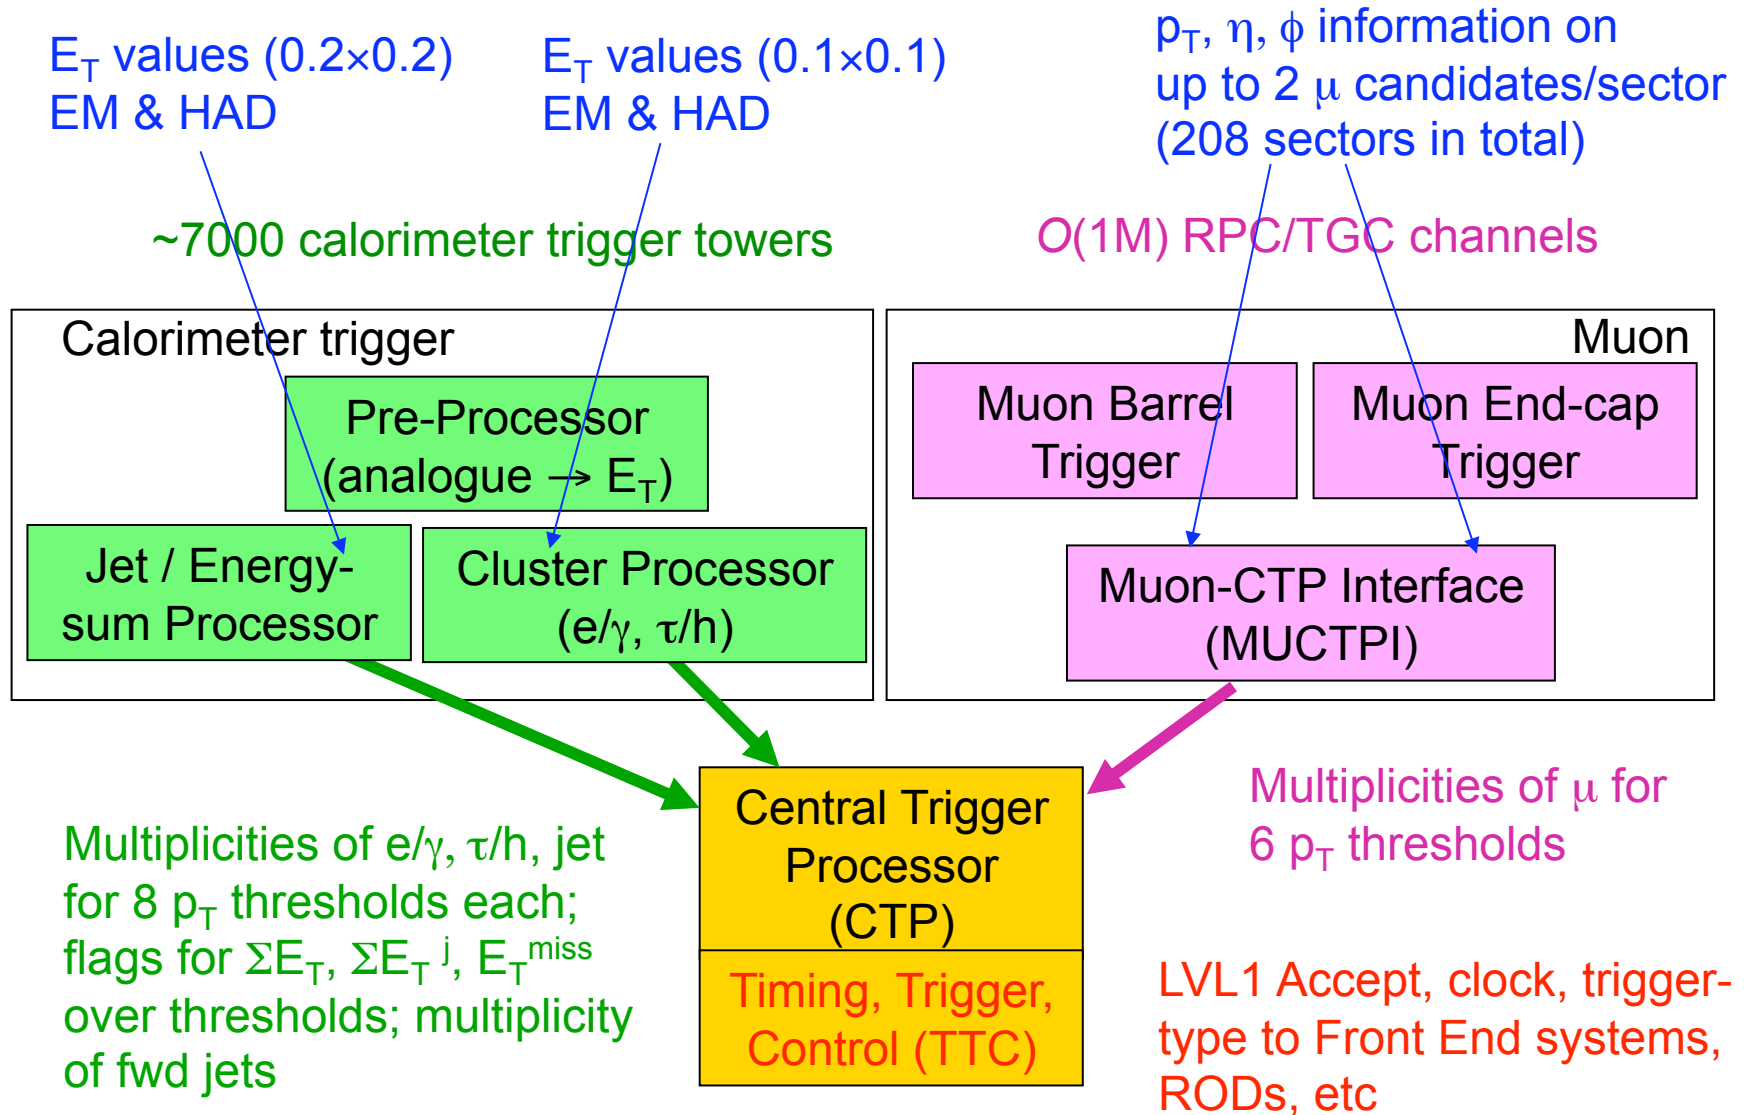 E_T values (0.2×0.2)
EM & HAD
E_T values (0.1×0.1)
EM & HAD
p_T, η, ϕ information on
up to 2 μ candidates/sector
(208 sectors in total)
~7000 calorimeter trigger towers
O(1M) RPC/TGC channels
Calorimeter trigger
Muon
Pre-Processor
(analogue → E_T)
Muon Barrel
Trigger
Muon End-cap
Trigger
Jet / Energy-
sum Processor
Cluster Processor
(e/γ, τ/h)
Muon-CTP Interface
(MUCTPI)
Central Trigger
Processor
(CTP)
Timing, Trigger,
Control (TTC)
Multiplicities of e/γ, τ/h, jet
for 8 p_T thresholds each;
flags for ΣE_T, ΣE_T^j, E_T^miss
over thresholds; multiplicity
of fwd jets
Multiplicities of μ for
6 p_T thresholds
LVL1 Accept, clock, trigger-
type to Front End systems,
RODs, etc